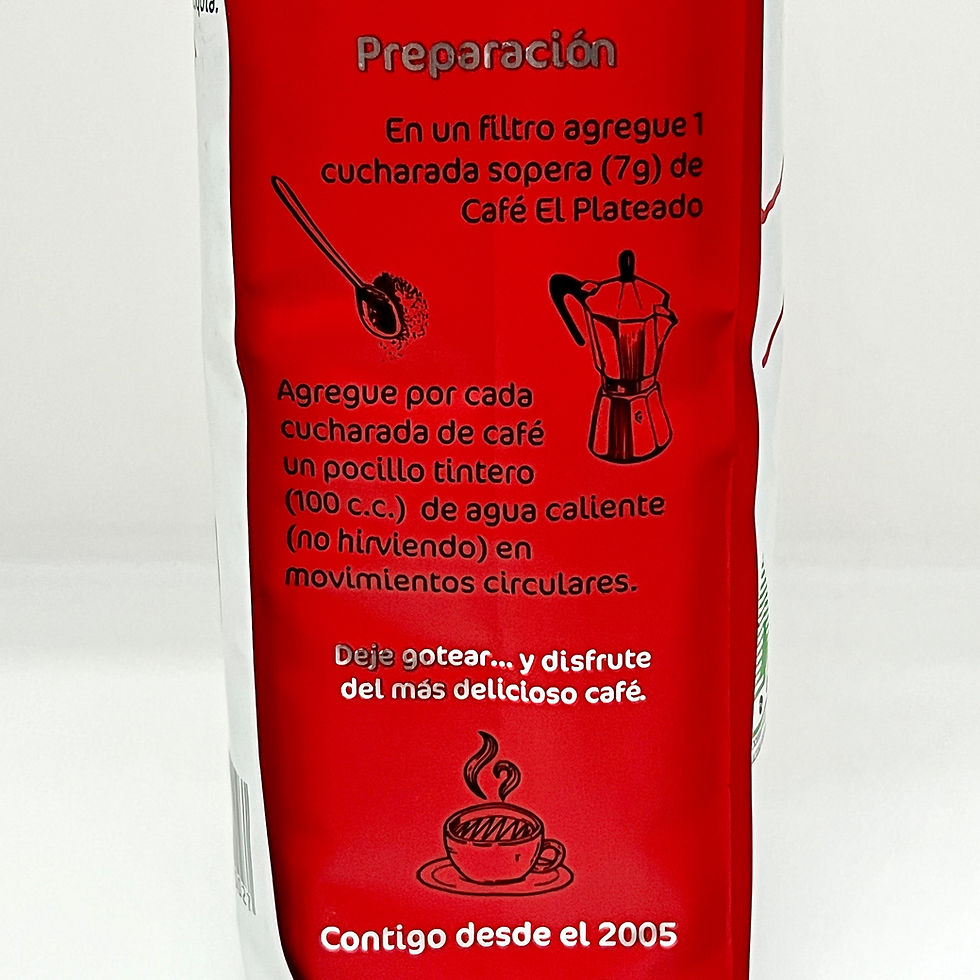 Preparación
En un filtro agregue 1
cucharada sopera (7g) de
Café El Plateado
Agregue por cada
cucharada de café
un pocillo tintero
(100 c.c.) de agua caliente
(no hirviendo) en
movimientos circulares.
Deje gotear... y disfrute
del más delicioso café.
Contigo desde el 2005